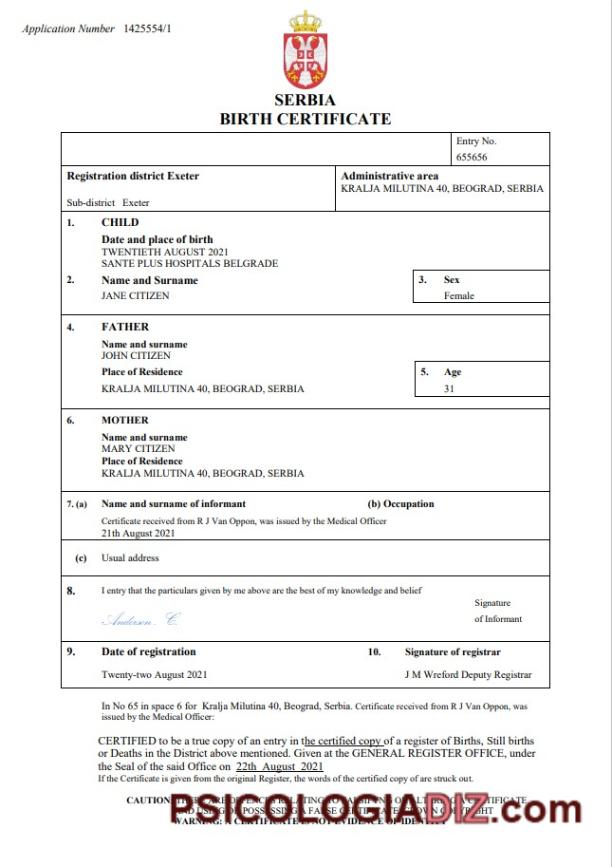 Application Number 1425554/1
SERBIA
BIRTH CERTIFICATE
Entry No.
655656
Registration district Exeter
Sub-district Exeter
Administrative area
KRALJA MILUTINA 40, BEOGRAD, SERBIA
1. CHILD
Date and place of birth
TWENTIETH AUGUST 2021
SANTE PLUS HOSPITALS BELGRADE
2. Name and Surname
JANE CITIZEN
3. Sex
Female
4. FATHER
Name and surname
JOHN CITIZEN
Place of Residence
KRALJA MILUTINA 40, BEOGRAD, SERBIA
5. Age
31
6. MOTHER
Name and surname
MARY CITIZEN
Place of Residence
KRALJA MILUTINA 40, BEOGRAD, SERBIA
7. (a) Name and surname of informant (b) Occupation
Certificate received from R J Van Oppon, was issued by the Medical Officer
21th August 2021
(c) Usual address
8. I entry that the particulars given by me above are the best of my knowledge and belief
Anderson C.
Signature
of Informant
9. Date of registration
Twenty-two August 2021
10. Signature of registrar
J M Wreford Deputy Registrar
In No 65 in space 6 for Kralja Milutina 40, Beograd, Serbia. Certificate received from R J Van Oppon, was
issued by the Medical Officer:
CERTIFIED to be a true copy of an entry in the certified copy of a register of Births, Still births
or Deaths in the District above mentioned. Given at the GENERAL REGISTER OFFICE, under
the Seal of the said Office on 22th August 2021
If the Certificate is given from the original Register, the words of the certified copy of are struck out.
CAUTION
WARNING: A CERTIFICATE IS NOT EVIDENCE OF
PSICOLOGIADIZ.com